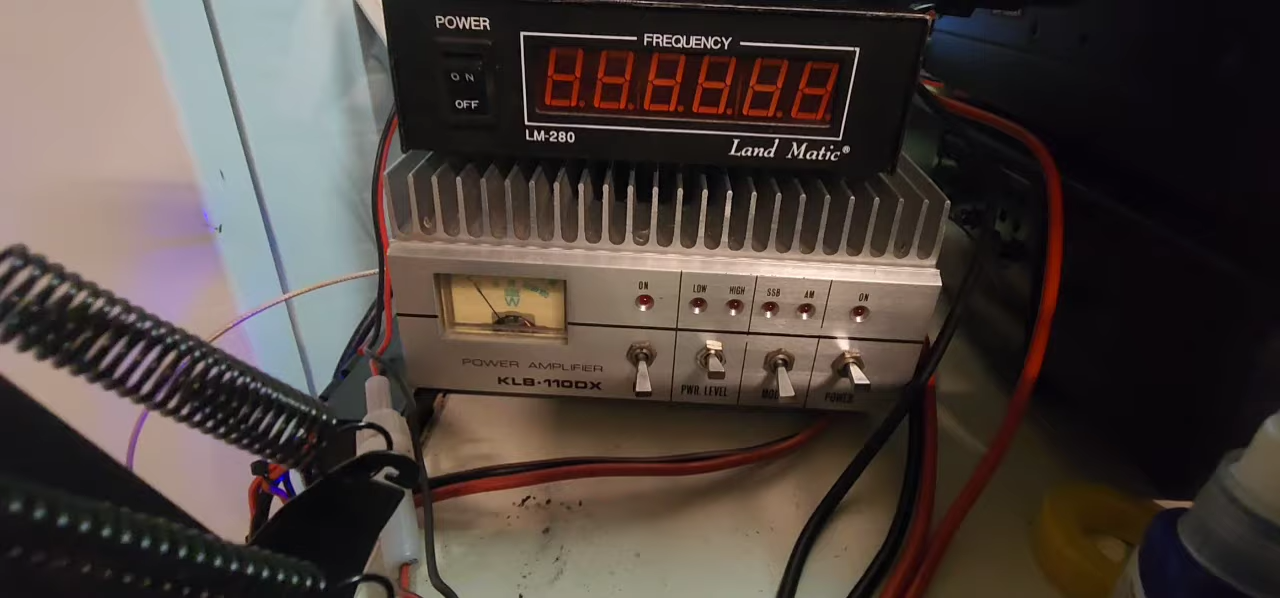 POWER
ON
OFF
FREQUENCY
LM-280
Land Matic®
ON
LOW
HIGH
SSB
AM
ON
POWER AMPLIFIER
KLB·110DX
PWR. LEVEL
POWER